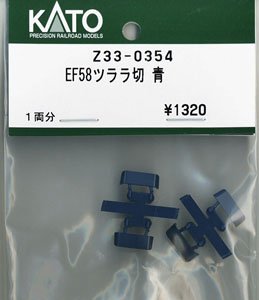 KATO
PRECISION RAILROAD MODELS
Z33-0354
EF58ツララ切 青
¥1320
1両分